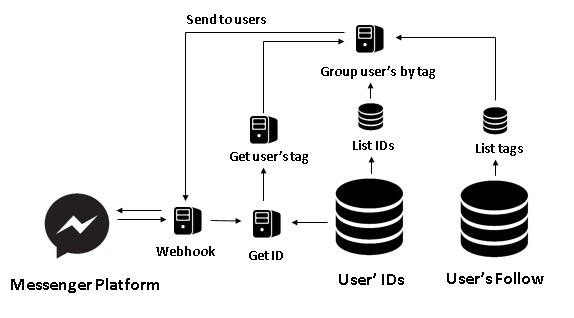 Send to users
Group user's by tag
List IDs
List tags
Get user's tag
Webhook
Get ID
User' IDs
User's Follow
Messenger Platform